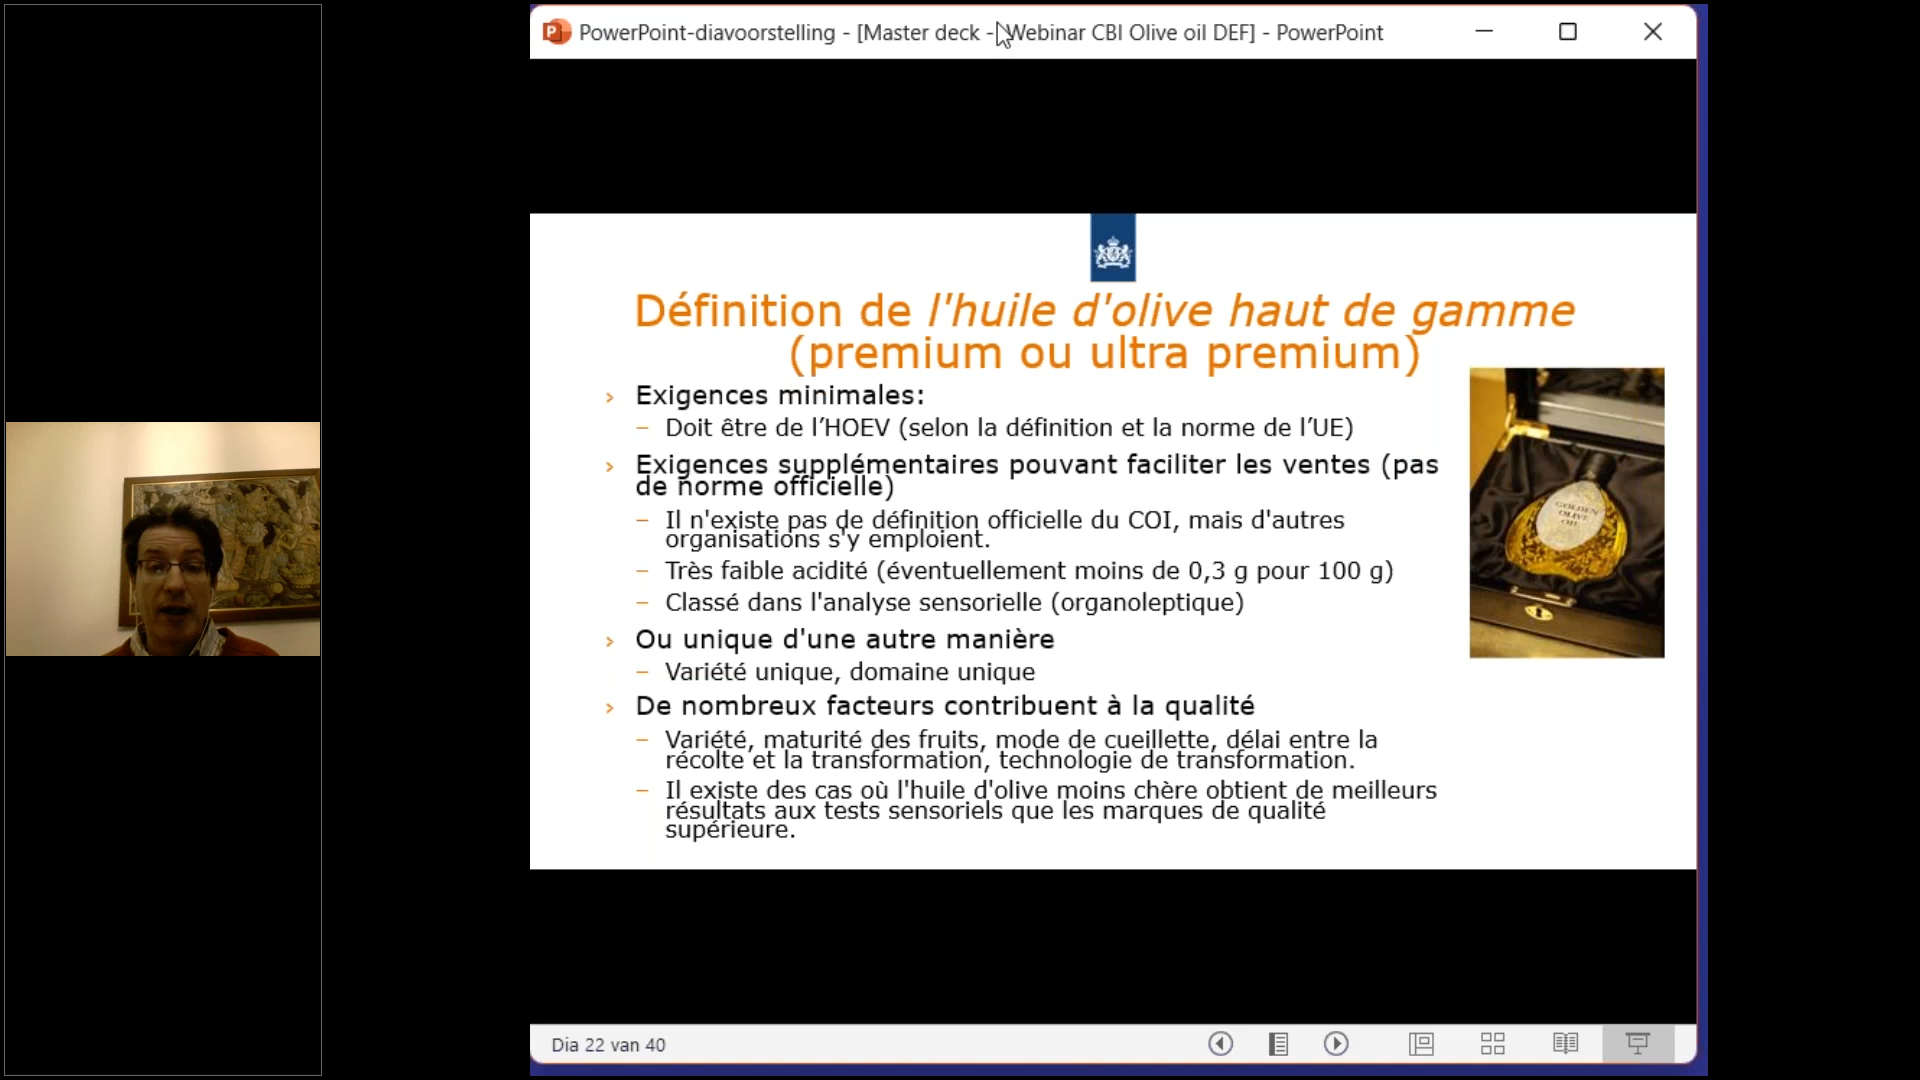 PowerPoint-diavoorstelling - [Master deck - Webinar CBI Olive oil DEF] - PowerPoint
Définition de l'huile d'olive haut de gamme
(premium ou ultra premium)
› Exigences minimales:
– Doit être de l’HOEV (selon la définition et la norme de l’UE)
› Exigences supplémentaires pouvant faciliter les ventes (pas
de norme officielle)
– Il n'existe pas de définition officielle du COI, mais d'autres
organisations s'y emploient.
– Très faible acidité (éventuellement moins de 0,3 g pour 100 g)
– Classé dans l'analyse sensorielle (organoleptique)
› Ou unique d'une autre manière
– Variété unique, domaine unique
› De nombreux facteurs contribuent à la qualité
– Variété, maturité des fruits, mode de cueillette, délai entre la
récolte et la transformation, technologie de transformation.
– Il existe des cas où l'huile d'olive moins chère obtient de meilleurs
résultats aux tests sensoriels que les marques de qualité
supérieure.
GOLDEN
OLIVE
OIL
Dia 22 van 40